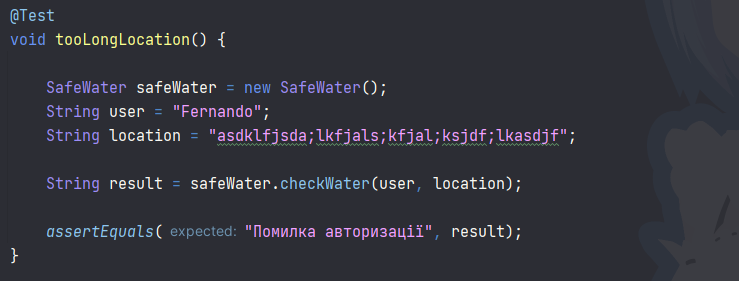 @Test
void tooLongLocation() {
SafeWater safeWater = new SafeWater();
String user = "Fernando";
String location = "asdklfjsda;lkfjals;kfjal;ksjdf;lkasdjf";
String result = safeWater.checkWater(user, location);
assertEquals( expected: "Помилка авторизації", result);
}